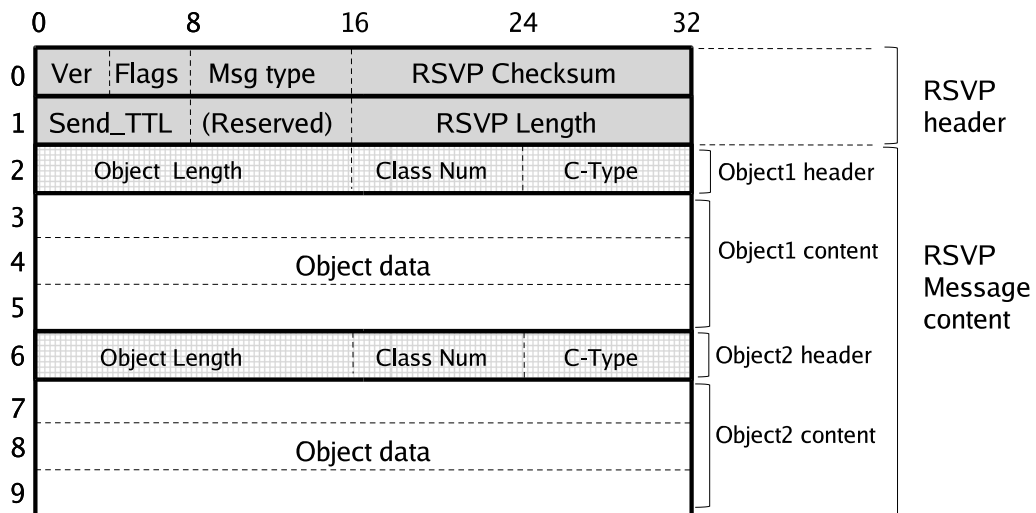 0 8 16 24 32
0 Ver Flags Msg type RSVP Checksum
RSVP
header
1 Send_TTL (Reserved) RSVP Length
2 Object Length Class Num C-Type Object1 header
3
Object1 content
4 Object data
RSVP
Message
content
5
6 Object Length Class Num C-Type Object2 header
7
Object2 content
8 Object data
9